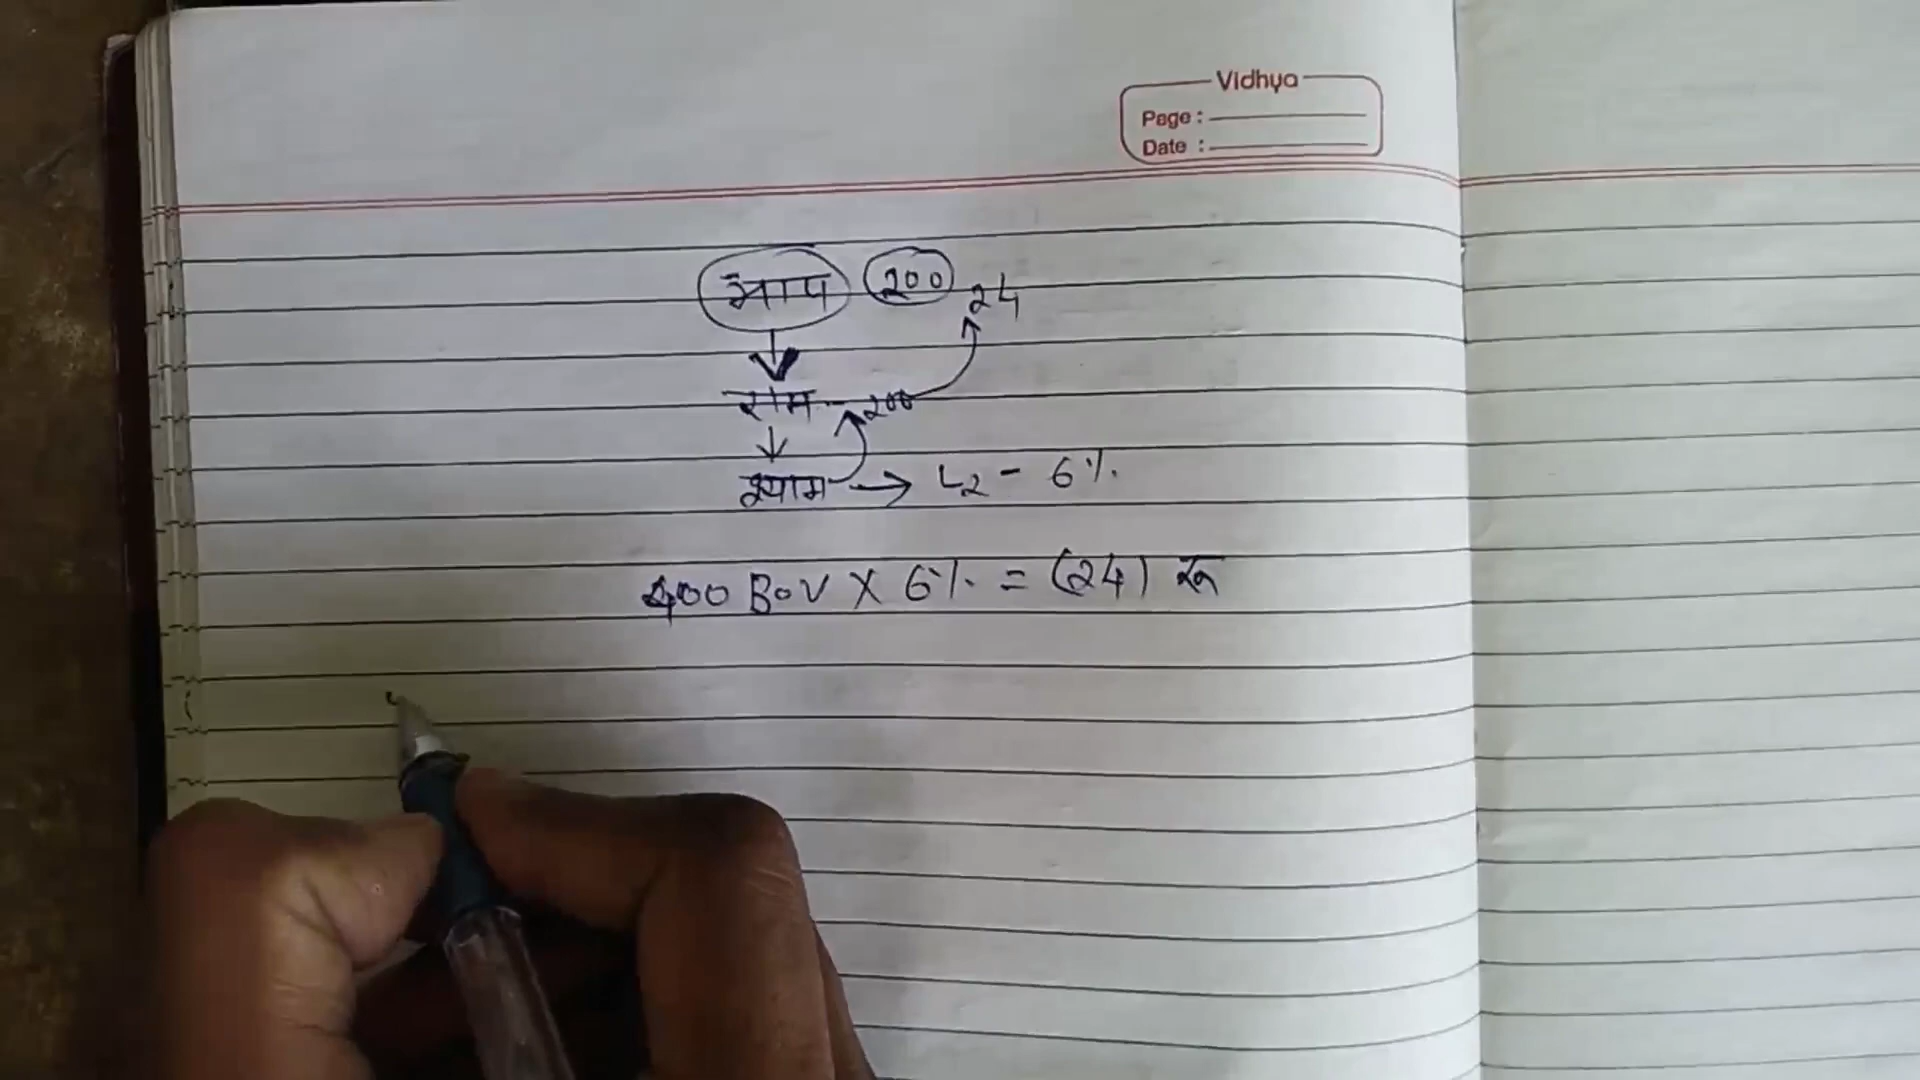 Vidhya
Page :
Date :
आप 200
24
राम - 200
श्याम → L2 - 6%
400 BoV X 6% = (24) रू